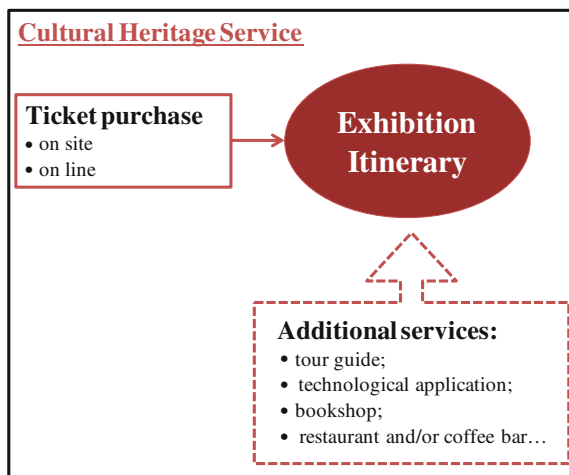 Cultural Heritage Service
Ticket purchase
• on site
• on line
Exhibition
Itinerary
Additional services:
• tour guide;
• technological application;
• bookshop;
• restaurant and/or coffee bar…